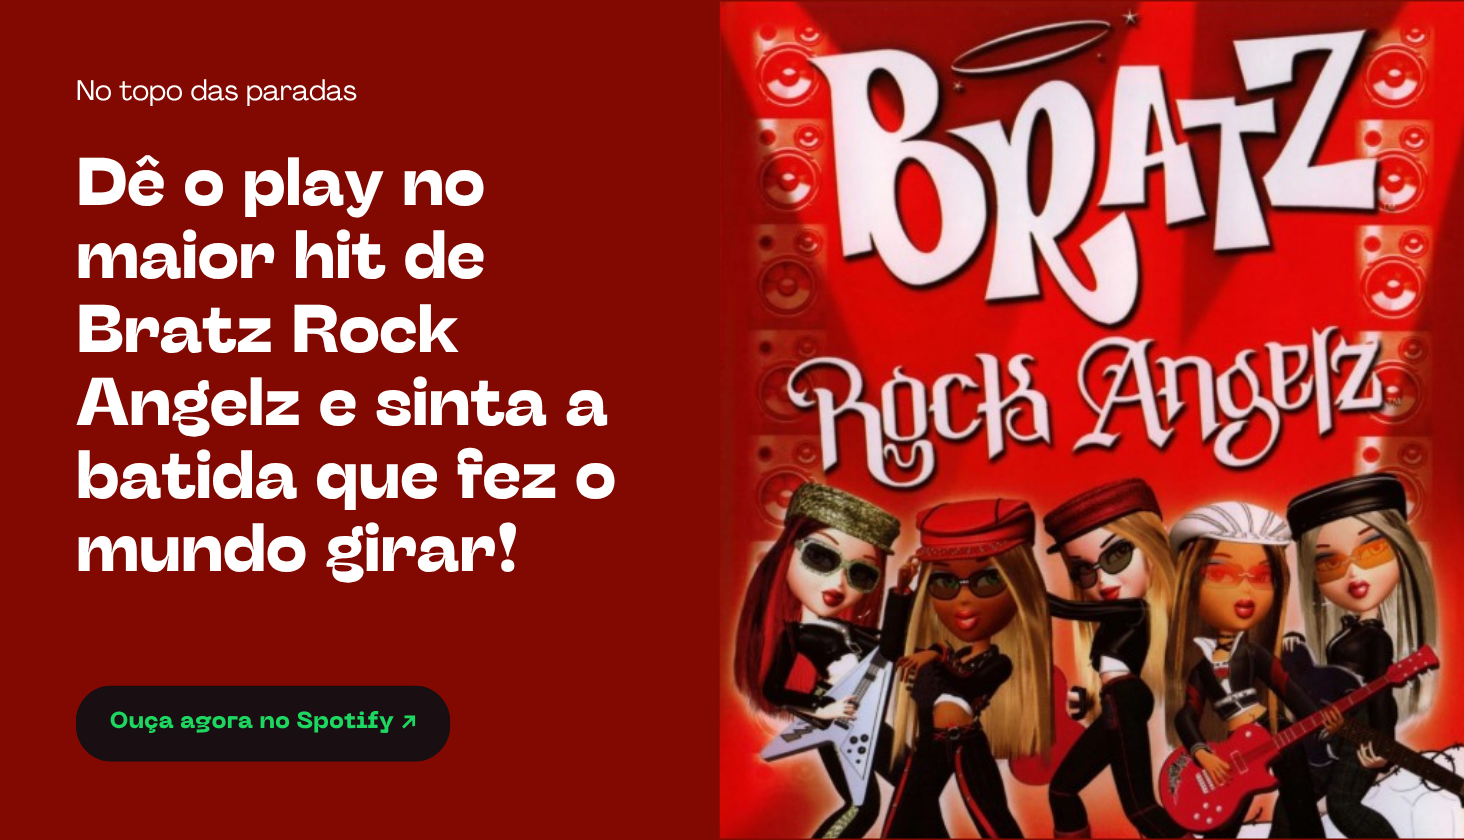 No topo das paradas
Dê o play no
maior hit de
Bratz Rock
Angelz e sinta a
batida que fez o
mundo girar!
Ouça agora no Spotify ↗
BRATZ
Rock Angelz™